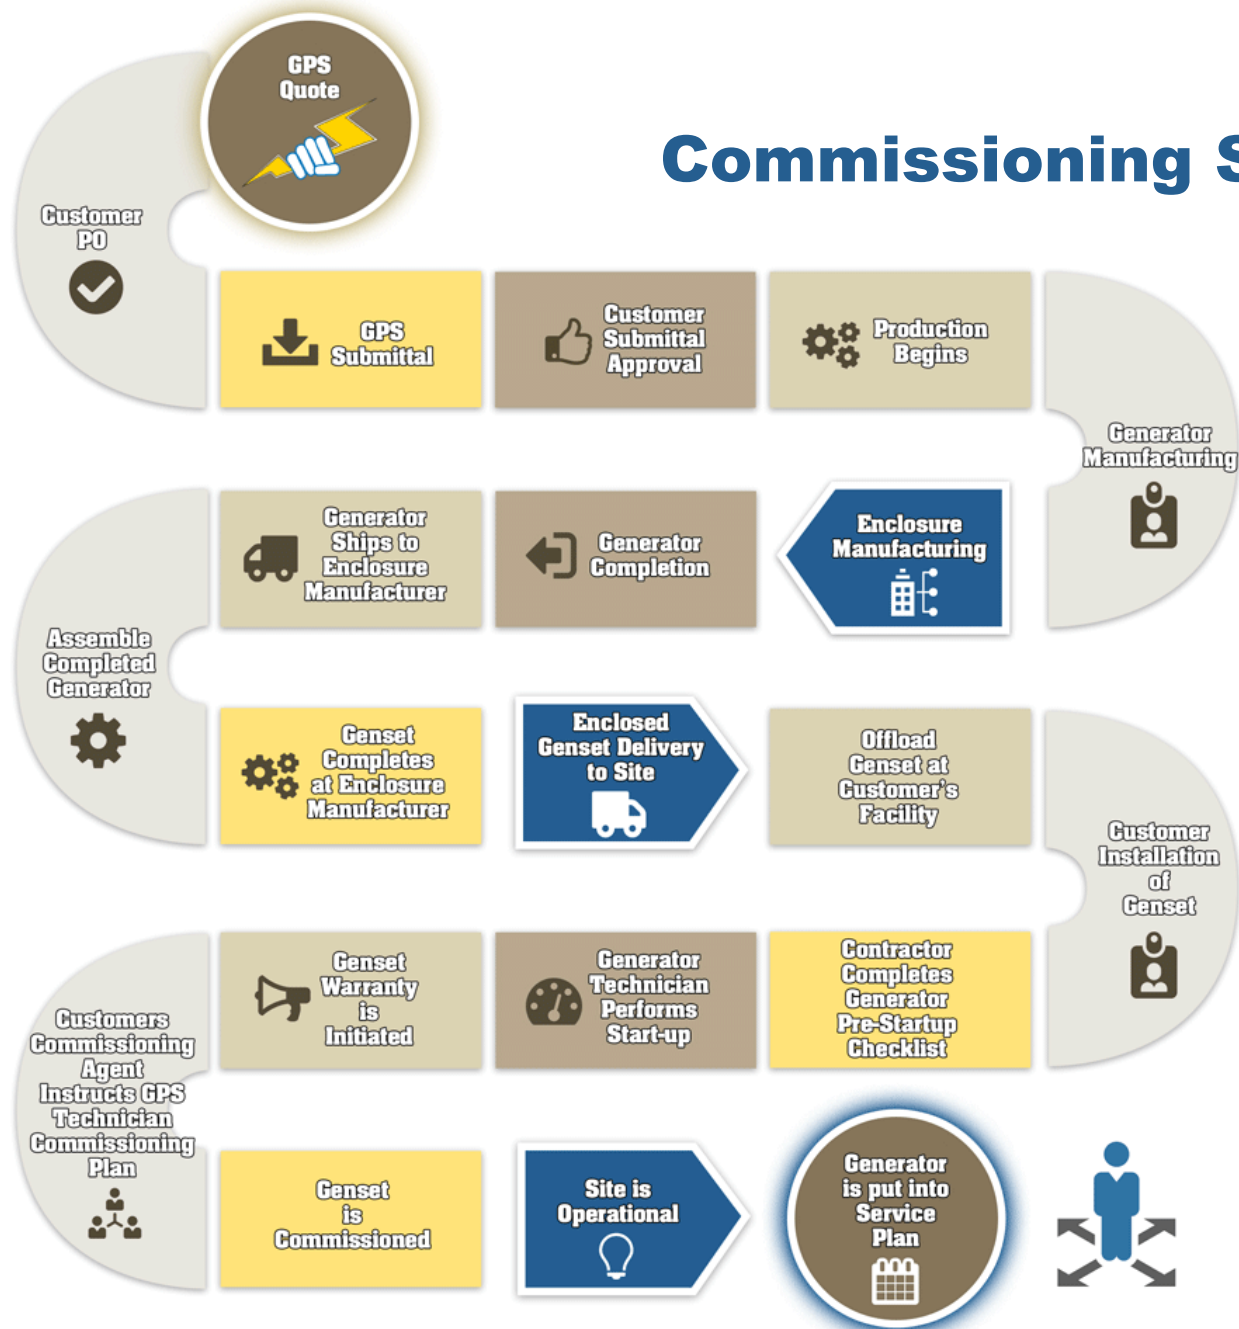 GPS
Quote
Commissioning S
Customer
PO
GPS
Submittal
Customer
Submittal
Approval
Production
Begins
Generator
Manufacturing
Enclosure
Manufacturing
Generator
Completion
Generator
Ships to
Enclosure
Manufacturer
Assemble
Completed
Generator
Genset
Completes
at Enclosure
Manufacturer
Enclosed
Genset Delivery
to Site
Offload
Genset at
Customer's
Facility
Customer
Installation
of
Genset
Contractor
Completes
Generator
Pre-Startup
Checklist
Generator
Technician
Performs
Start-up
Genset
Warranty
is
Initiated
Customers
Commissioning
Agent
Instructs GPS
Technician
Commissioning
Plan
Genset
is
Commissioned
Site is
Operational
Generator
is put into
Service
Plan